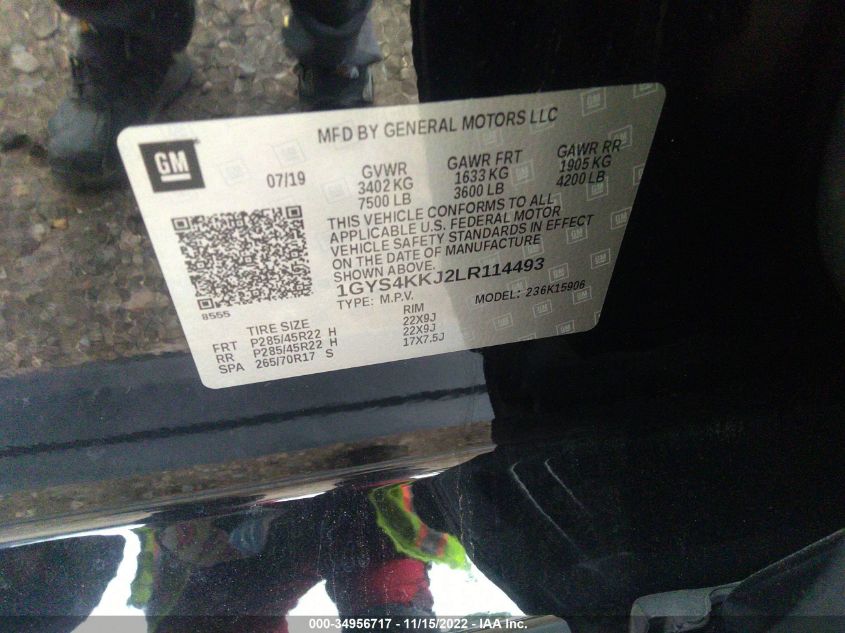 MFD BY GENERAL MOTORS LLC
GM
07/19
GVWR GAWR FRT GAWR RR
3402 KG 1633 KG 1905 KG
7500 LB 3600 LB 4200 LB
THIS VEHICLE CONFORMS TO ALL
APPLICABLE U.S. FEDERAL MOTOR
VEHICLE SAFETY STANDARDS IN EFFECT
ON THE DATE OF MANUFACTURE
SHOWN ABOVE.
1GYS4KKJ2LR114493
8555
TYPE: M.P.V. MODEL: 236K15906
TIRE SIZE RIM
FRT P285/45R22 H 22X9J
RR P285/45R22 H 22X9J
SPA 265/70R17 S 17X7.5J
000-34956717 - 11/15/2022 - IAA Inc.